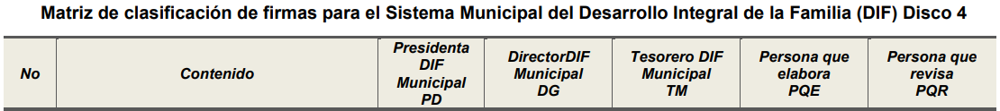 Matriz de clasificación de firmas para el Sistema Municipal del Desarrollo Integral de la Familia (DIF) Disco 4
No
Contenido
Presidenta
DIF
Municipal
PD
DirectorDIF
Municipal
DG
Tesorero DIF
Municipal
TM
Persona que
elabora
PQE
Persona que
revisa
PQR